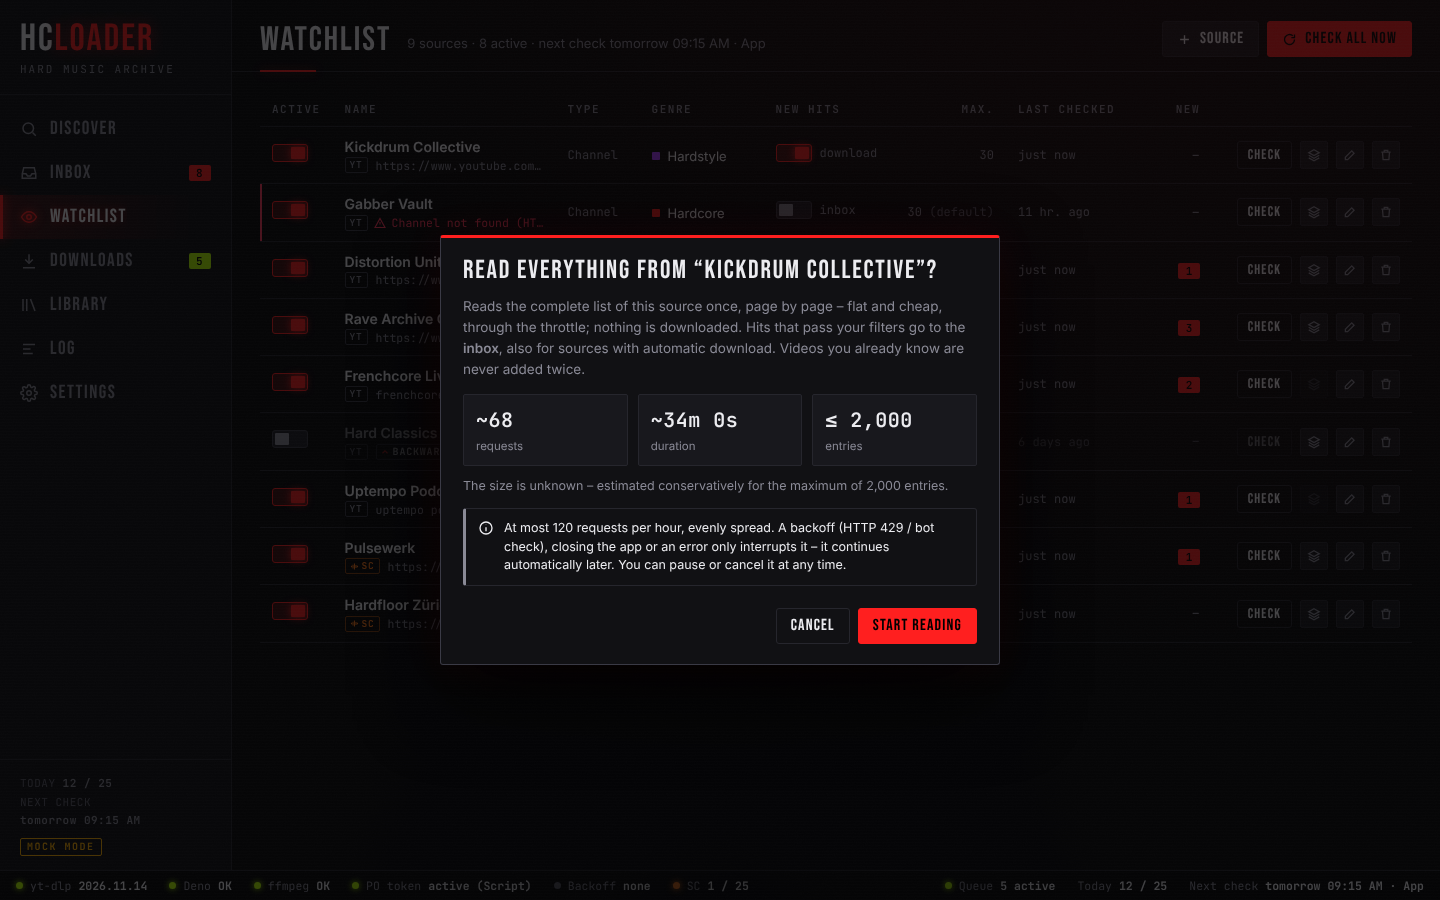 HCLOADER
HARD MUSIC ARCHIVE
DISCOVER
INBOX 8
WATCHLIST
DOWNLOADS 5
LIBRARY
LOG
SETTINGS
TODAY 12 / 25
NEXT CHECK
tomorrow 09:15 AM
MOCK MODE
WATCHLIST 9 sources · 8 active · next check tomorrow 09:15 AM · App
+ SOURCE
CHECK ALL NOW
ACTIVE NAME TYPE GENRE NEW HITS MAX. LAST CHECKED NEW
Kickdrum Collective
YT https://www.youtube.com…
Channel Hardstyle download 30 just now – CHECK
Gabber Vault
YT Channel not found (HT…
Channel Hardcore inbox 30 (default) 11 hr. ago – CHECK
Distortion Unit
YT https://w
just now 1 CHECK
Rave Archive
YT https://w
just now 3 CHECK
Frenchcore Liv
YT frenchcor
just now 2 CHECK
Hard Classics
YT BACKWAR
6 days ago – CHECK
Uptempo Podc
YT uptempo p
just now 1 CHECK
Pulsewerk
SC https:/
just now 1 CHECK
Hardfloor Züri
SC https:/
just now – CHECK
READ EVERYTHING FROM “KICKDRUM COLLECTIVE”?
Reads the complete list of this source once, page by page – flat and cheap,
through the throttle; nothing is downloaded. Hits that pass your filters go to the
inbox, also for sources with automatic download. Videos you already know are
never added twice.
~68
requests
~34m 0s
duration
≤ 2,000
entries
The size is unknown – estimated conservatively for the maximum of 2,000 entries.
At most 120 requests per hour, evenly spread. A backoff (HTTP 429 / bot
check), closing the app or an error only interrupts it – it continues
automatically later. You can pause or cancel it at any time.
CANCEL
START READING
yt-dlp 2026.11.14 Deno OK ffmpeg OK PO token active (Script) Backoff none SC 1 / 25 Queue 5 active Today 12 / 25 Next check tomorrow 09:15 AM · App